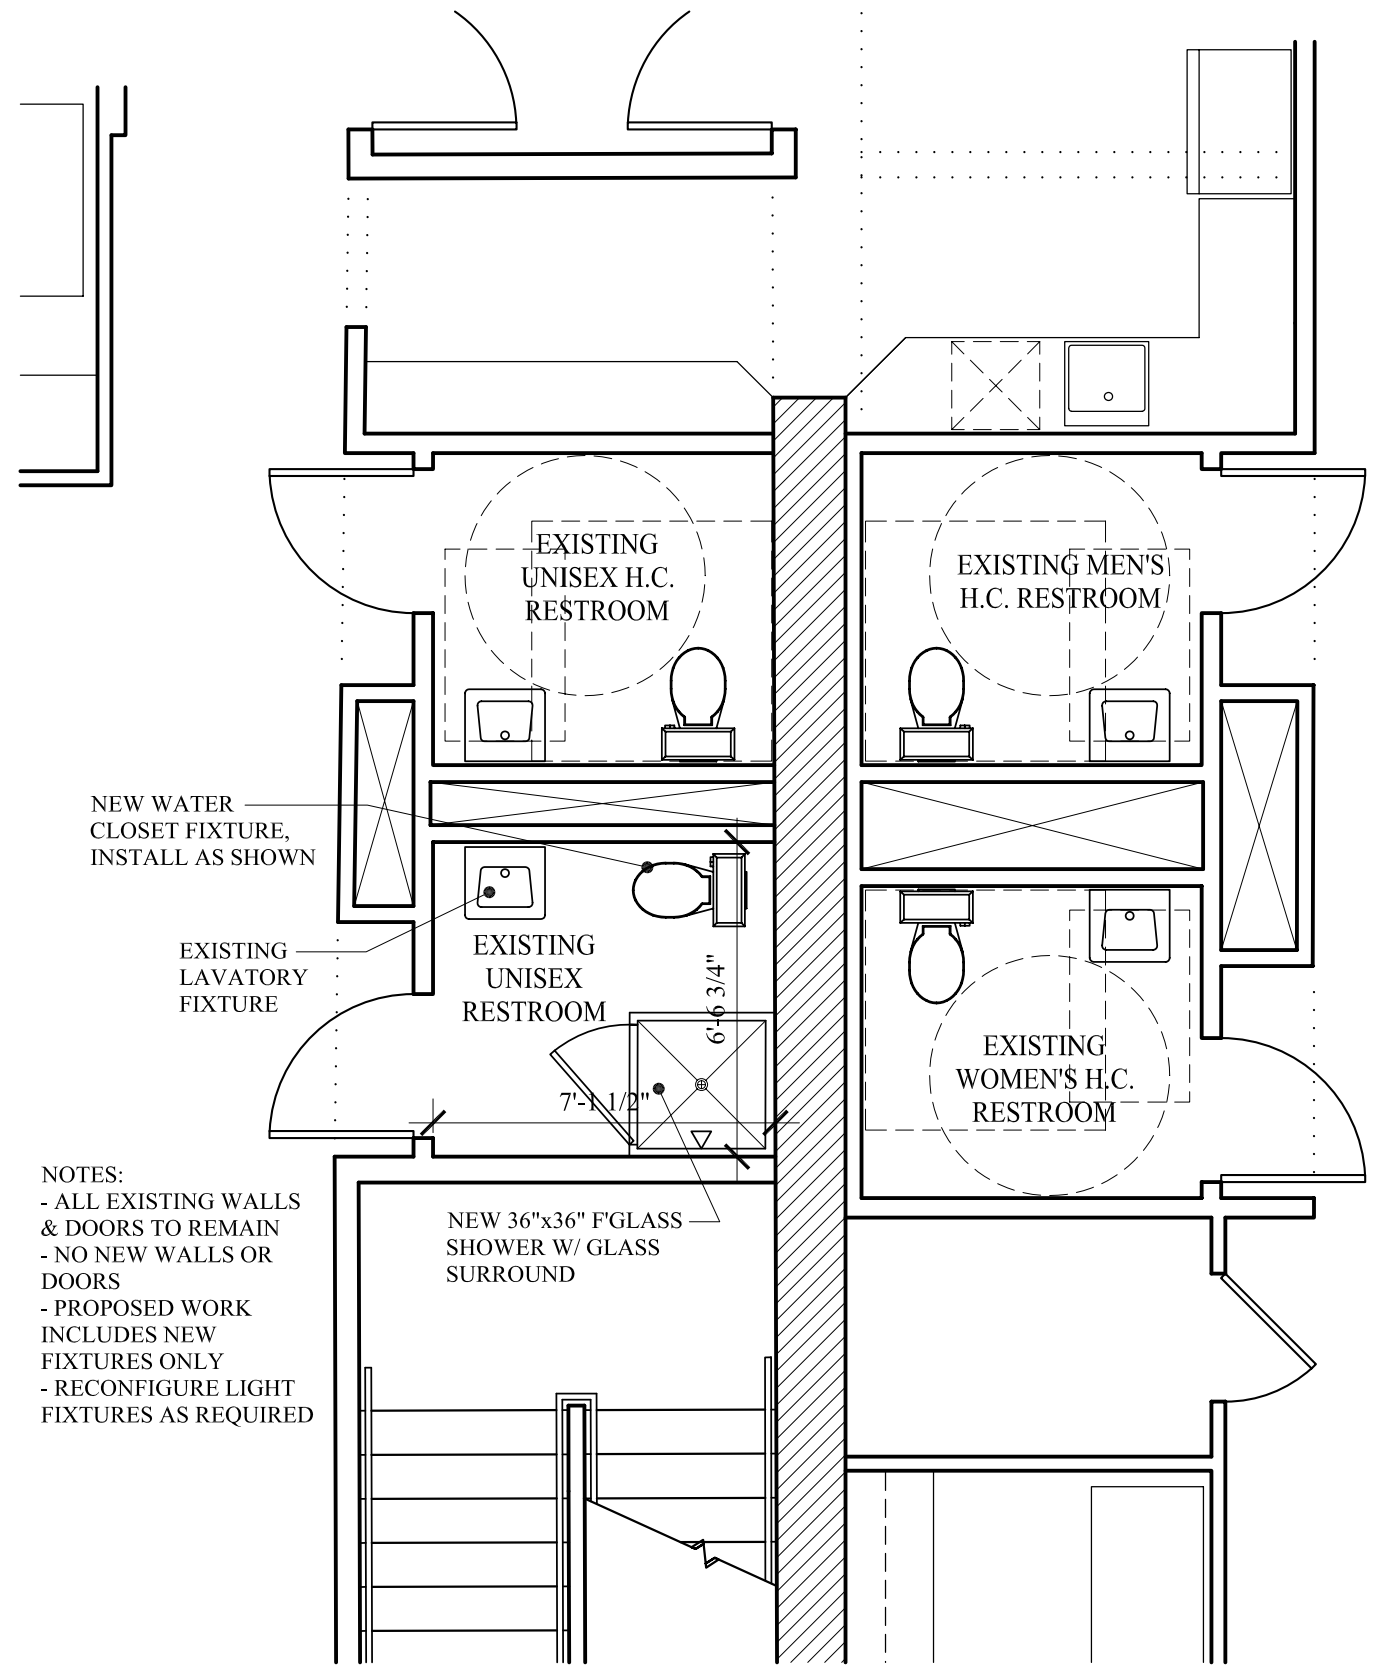 EXISTING
UNISEX H.C.
RESTROOM
EXISTING MEN'S
H.C. RESTROOM
NEW WATER
CLOSET FIXTURE,
INSTALL AS SHOWN
EXISTING
LAVATORY
FIXTURE
EXISTING
UNISEX
RESTROOM
6'-6 3/4"
7'-1 1/2"
EXISTING
WOMEN'S H.C.
RESTROOM
NOTES:
- ALL EXISTING WALLS
& DOORS TO REMAIN
- NO NEW WALLS OR
DOORS
- PROPOSED WORK
INCLUDES NEW
FIXTURES ONLY
- RECONFIGURE LIGHT
FIXTURES AS REQUIRED
NEW 36"x36" F'GLASS
SHOWER W/ GLASS
SURROUND